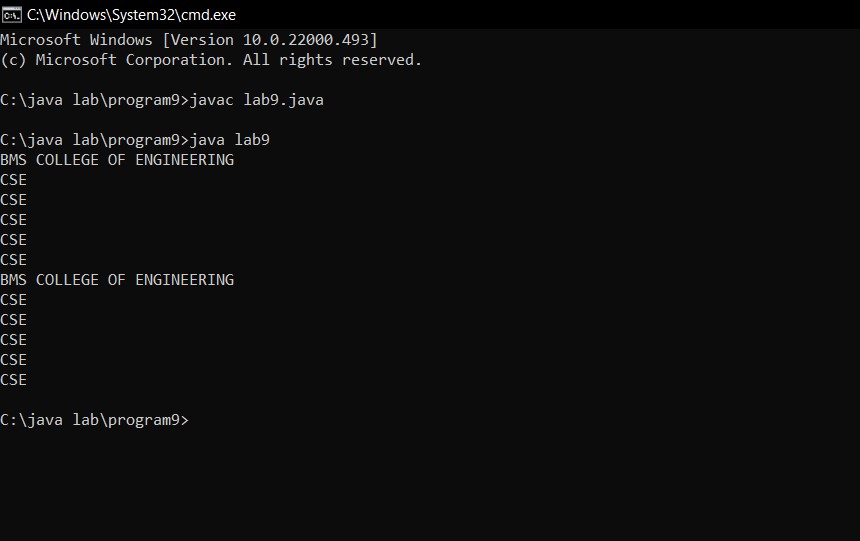 C:\Windows\System32\cmd.exe
Microsoft Windows [Version 10.0.22000.493]
(c) Microsoft Corporation. All rights reserved.
C:\java lab\program9>javac lab9.java
C:\java lab\program9>java lab9
BMS COLLEGE OF ENGINEERING
CSE
CSE
CSE
CSE
CSE
BMS COLLEGE OF ENGINEERING
CSE
CSE
CSE
CSE
CSE
C:\java lab\program9>